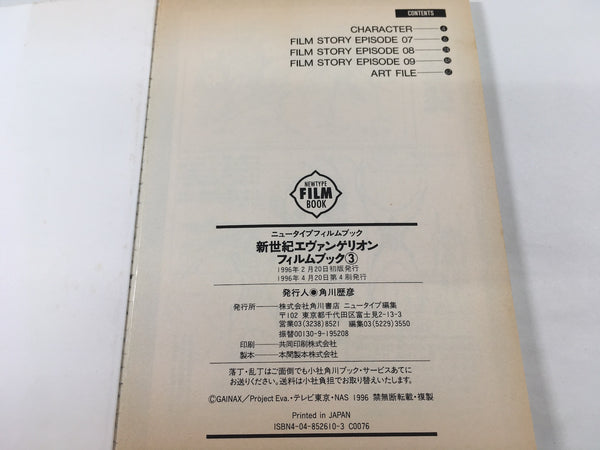 CONTENTS
CHARACTER
FILM STORY EPISODE 07
FILM STORY EPISODE 08
FILM STORY EPISODE 09
ART FILE
NEWTYPE
FILM
BOOK
ニュータイプフィルムブック
新世紀エヴァンゲリオン
フィルムブック③
1996年2月20日初版発行
1996年4月20日第4刷発行
発行人◉角川歴彦
発行所──株式会社角川書店 ニュータイプ編集
〒102 東京都千代田区富士見2-13-3
営業03(3238)8521 編集03(5229)3550
振替00130-9-195208
印刷──共同印刷株式会社
製本──本間製本株式会社
落丁・乱丁はご面倒でも小社角川ブック・サービスあてに
お送りください。送料は小社負担でお取り替えいたします。
©GAINAX/Project Eva.・テレビ東京・NAS 1996 禁無断転載・複製
Printed in JAPAN
ISBN4-04-852610-3 C0076